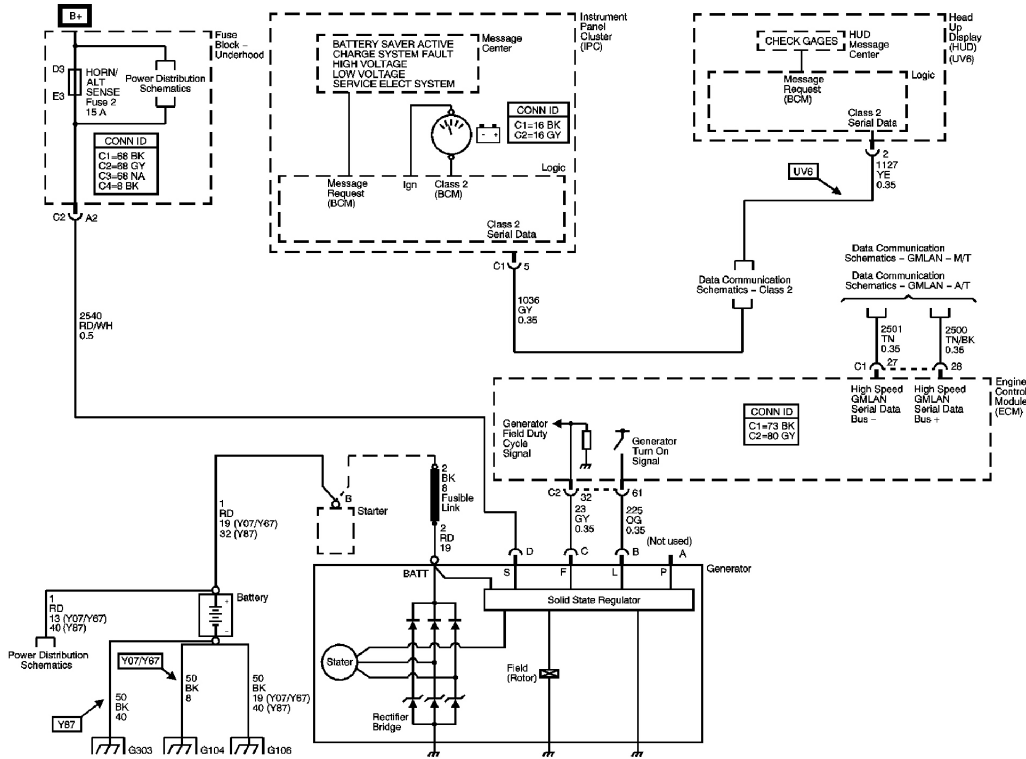 B+
Fuse
Block –
Underhood
D3
E3
HORN/
ALT
SENSE
Fuse 2
15 A
Power Distribution
Schematics
CONN ID
C1=68 BK
C2=68 GY
C3=68 NA
C4=8 BK
C2
A2
2540
RD/WH
0.5
Instrument
Panel
Cluster
(IPC)
BATTERY SAVER ACTIVE
CHARGE SYSTEM FAULT
HIGH VOLTAGE
LOW VOLTAGE
SERVICE ELECT SYSTEM
Message
Center
CONN ID
C1=16 BK
C2=16 GY
- +
Logic
Message
Request
(BCM)
Ign
Class 2
(BCM)
Class 2
Serial Data
C1
5
1036
GY
0.35
Head
Up
Display
(HUD)
(UV6)
CHECK GAGES
HUD
Message
Center
Logic
Message
Request
(BCM)
Class 2
Serial Data
2
1127
YE
0.35
UV6
Data Communication
Schematics – Class 2
Data Communication
Schematics – GMLAN – M/T
Data Communication
Schematics – GMLAN – A/T
2501
TN
0.35
2500
TN/BK
0.35
C1
27
28
Engine
Control
Module
(ECM)
High Speed
GMLAN
Serial Data
Bus –
High Speed
GMLAN
Serial Data
Bus +
CONN ID
C1=73 BK
C2=80 GY
Generator
Field Duty
Cycle
Signal
Generator
Turn On
Signal
C2
32
61
23
GY
0.35
225
OG
0.35
(Not used)
D
C
B
A
S
F
L
P
Generator
BATT
Solid State Regulator
Stater
Field
(Rotor)
Rectifier
Bridge
2
BK
8
Fusible
Link
2
RD
19
B
Starter
1
RD
19 (Y07/Y67)
32 (Y87)
Battery
+
-
1
RD
13 (Y07/Y67)
40 (Y87)
Power Distribution
Schematics
Y07/Y67
Y87
50
BK
40
50
BK
8
50
BK
19 (Y07/Y67)
40 (Y87)
G303
G104
G106